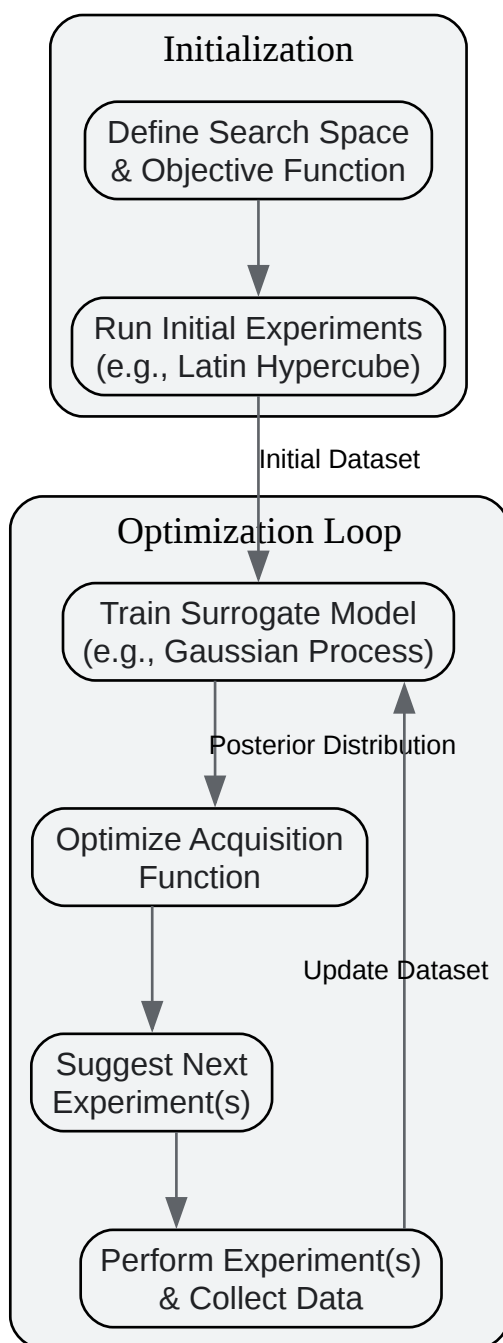 Initialization
Define Search Space
& Objective Function
Run Initial Experiments
(e.g., Latin Hypercube)
Initial Dataset
Optimization Loop
Train Surrogate Model
(e.g., Gaussian Process)
Posterior Distribution
Optimize Acquisition
Function
Update Dataset
Suggest Next
Experiment(s)
Perform Experiment(s)
& Collect Data